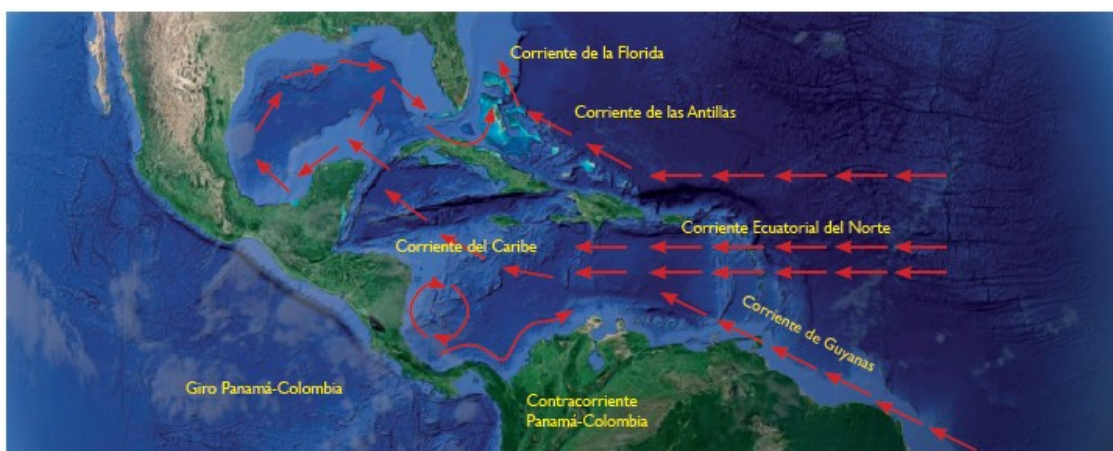 Corriente de la Florida
Corriente de las Antillas
Corriente Ecuatorial del Norte
Corriente del Caribe
Corriente de Guyanas
Giro Panamá-Colombia
Contracorriente
Panamá-Colombia